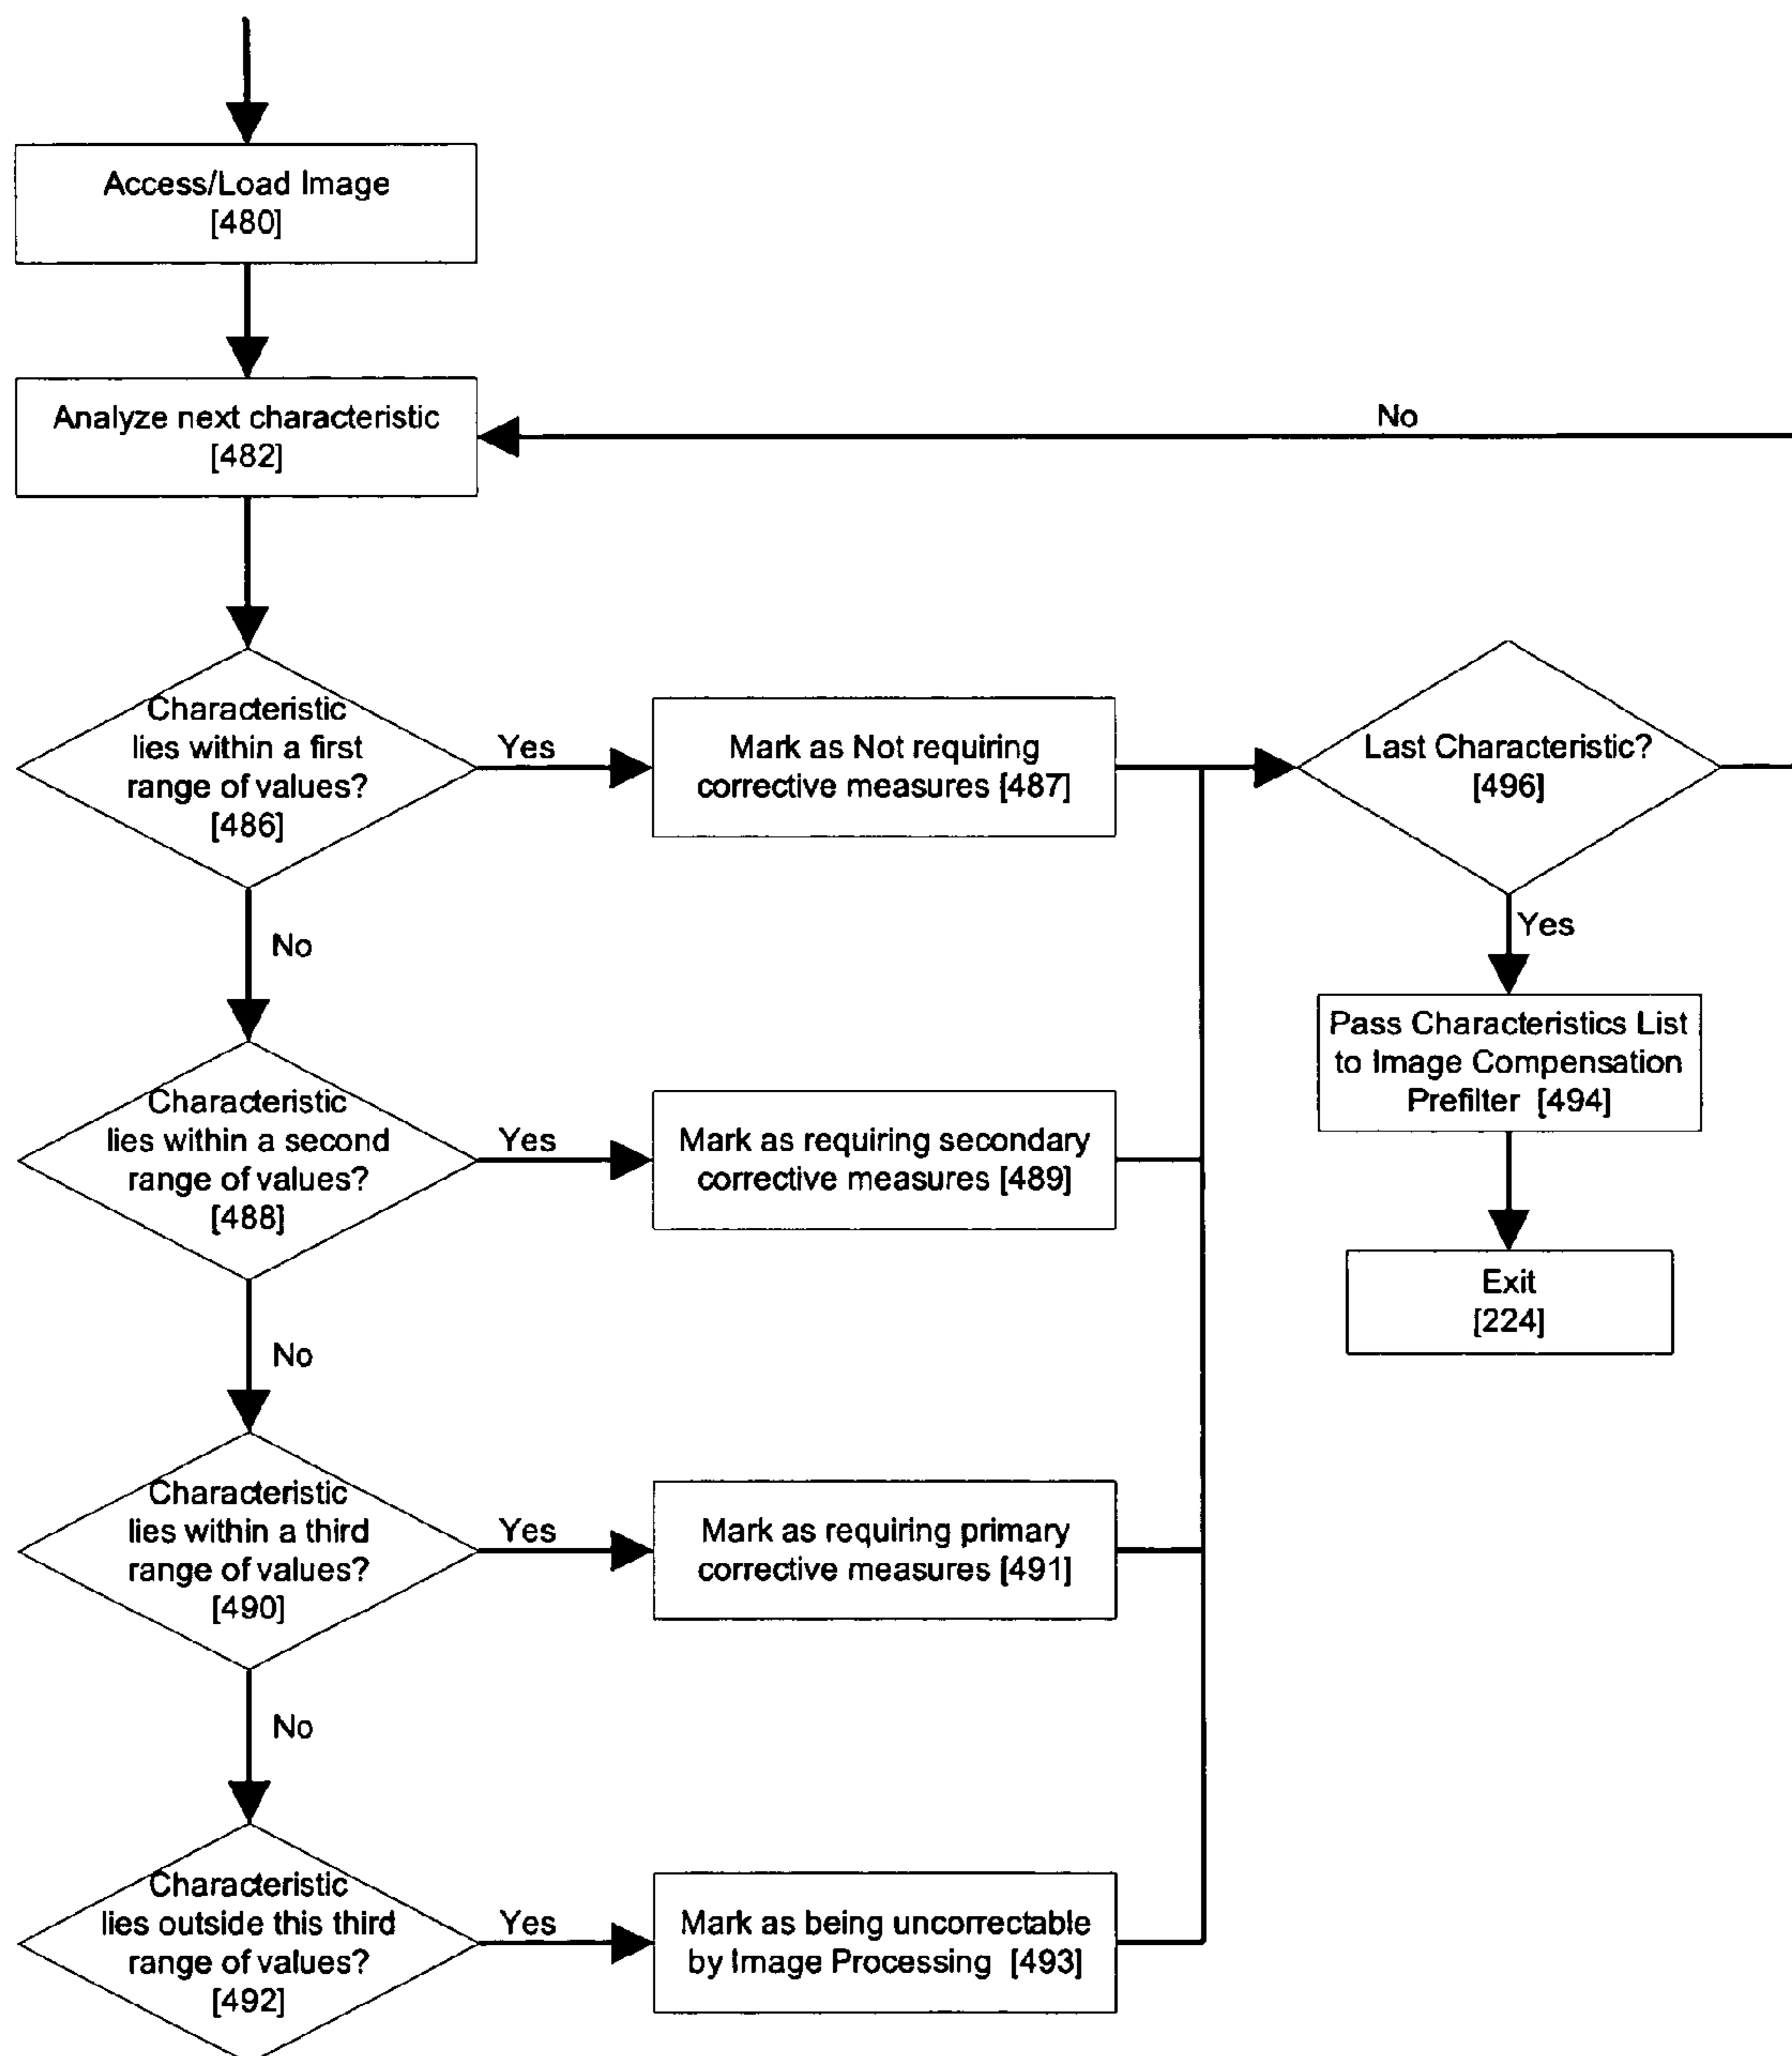 Access/Load Image
[480]
Analyze next characteristic
[482]
No
Characteristic
lies within a first
range of values?
[486]
Yes
Mark as Not requiring
corrective measures [487]
Last Characteristic?
[496]
No
Yes
Pass Characteristics List
to Image Compensation
Prefilter [494]
Characteristic
lies within a second
range of values?
[488]
Yes
Mark as requiring secondary
corrective measures [489]
Exit
[224]
No
Characteristic
lies within a third
range of values?
[490]
Yes
Mark as requiring primary
corrective measures [491]
No
Characteristic
lies outside this third
range of values?
[492]
Yes
Mark as being uncorrectable
by Image Processing [493]